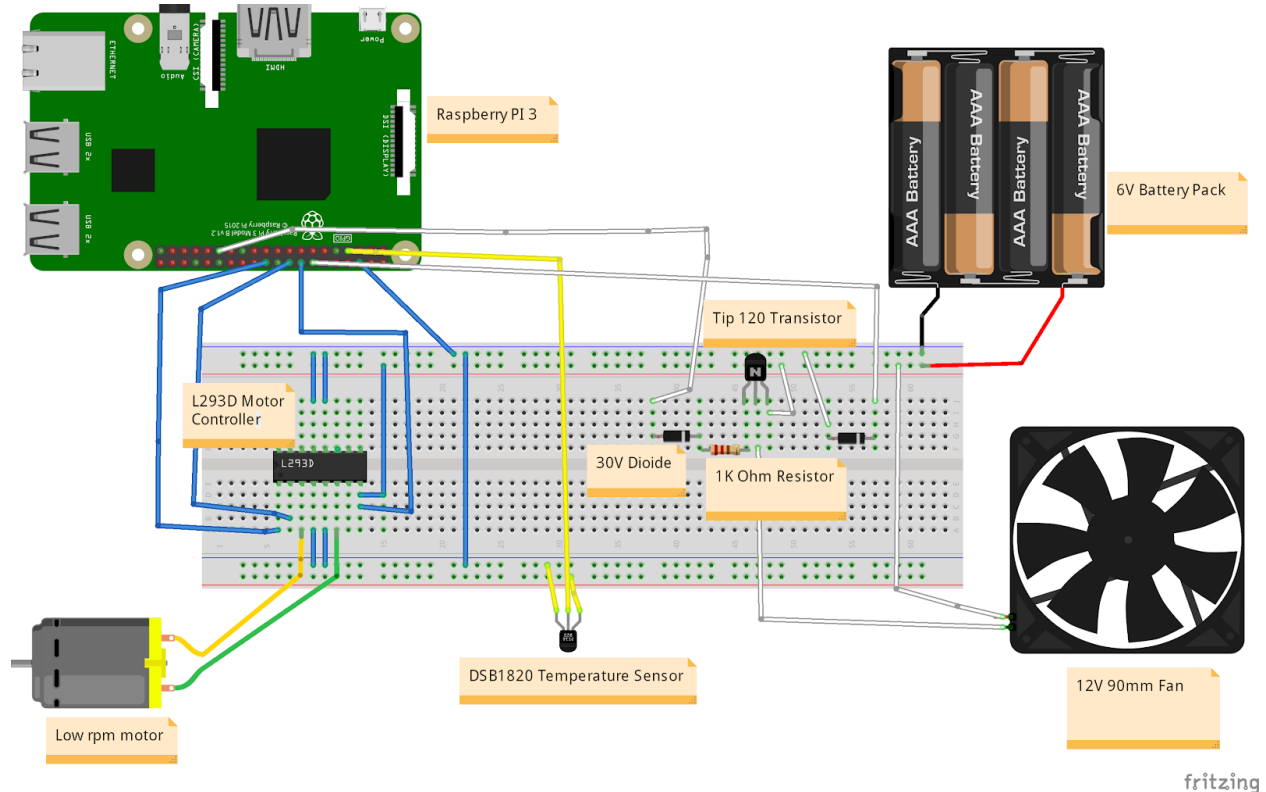 ETHERNET
Audio
CSI (CAMERA)
HDMI
Power
USB 2x
USB 2x
DSI (DISPLAY)
Raspberry Pi 3 Model B v1.2
© Raspberry Pi 2015
GPIO
Raspberry PI 3
AAA Battery
AAA Battery
AAA Battery
AAA Battery
6V Battery Pack
Tip 120 Transistor
N
L293D Motor
Controller
L293D
30V Dioide
1K Ohm Resistor
DSB1820 Temperature Sensor
Low rpm motor
12V 90mm Fan
fritzing